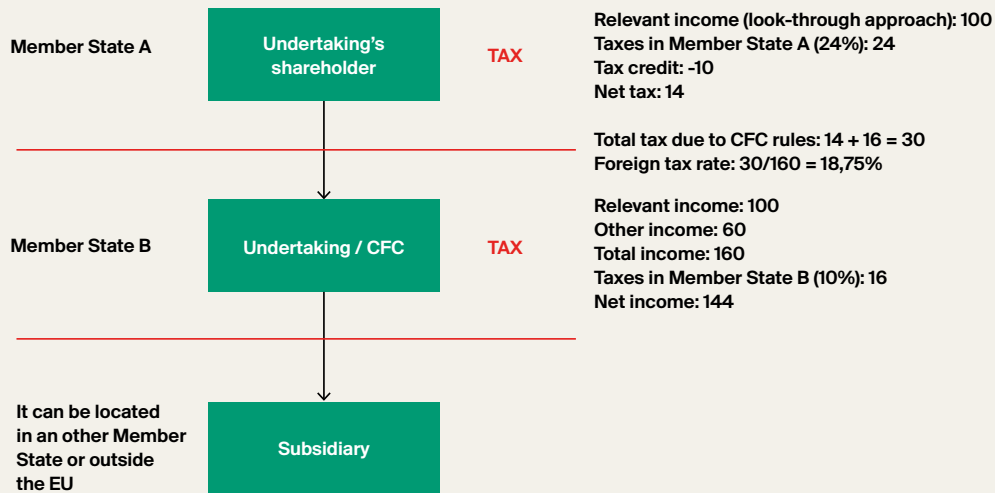 Member State A
Undertaking's
shareholder
TAX
Relevant income (look-through approach): 100
Taxes in Member State A (24%): 24
Tax credit: -10
Net tax: 14
Total tax due to CFC rules: 14 + 16 = 30
Foreign tax rate: 30/160 = 18,75%
Member State B
Undertaking / CFC
TAX
Relevant income: 100
Other income: 60
Total income: 160
Taxes in Member State B (10%): 16
Net income: 144
It can be located
in an other Member
State or outside
the EU
Subsidiary